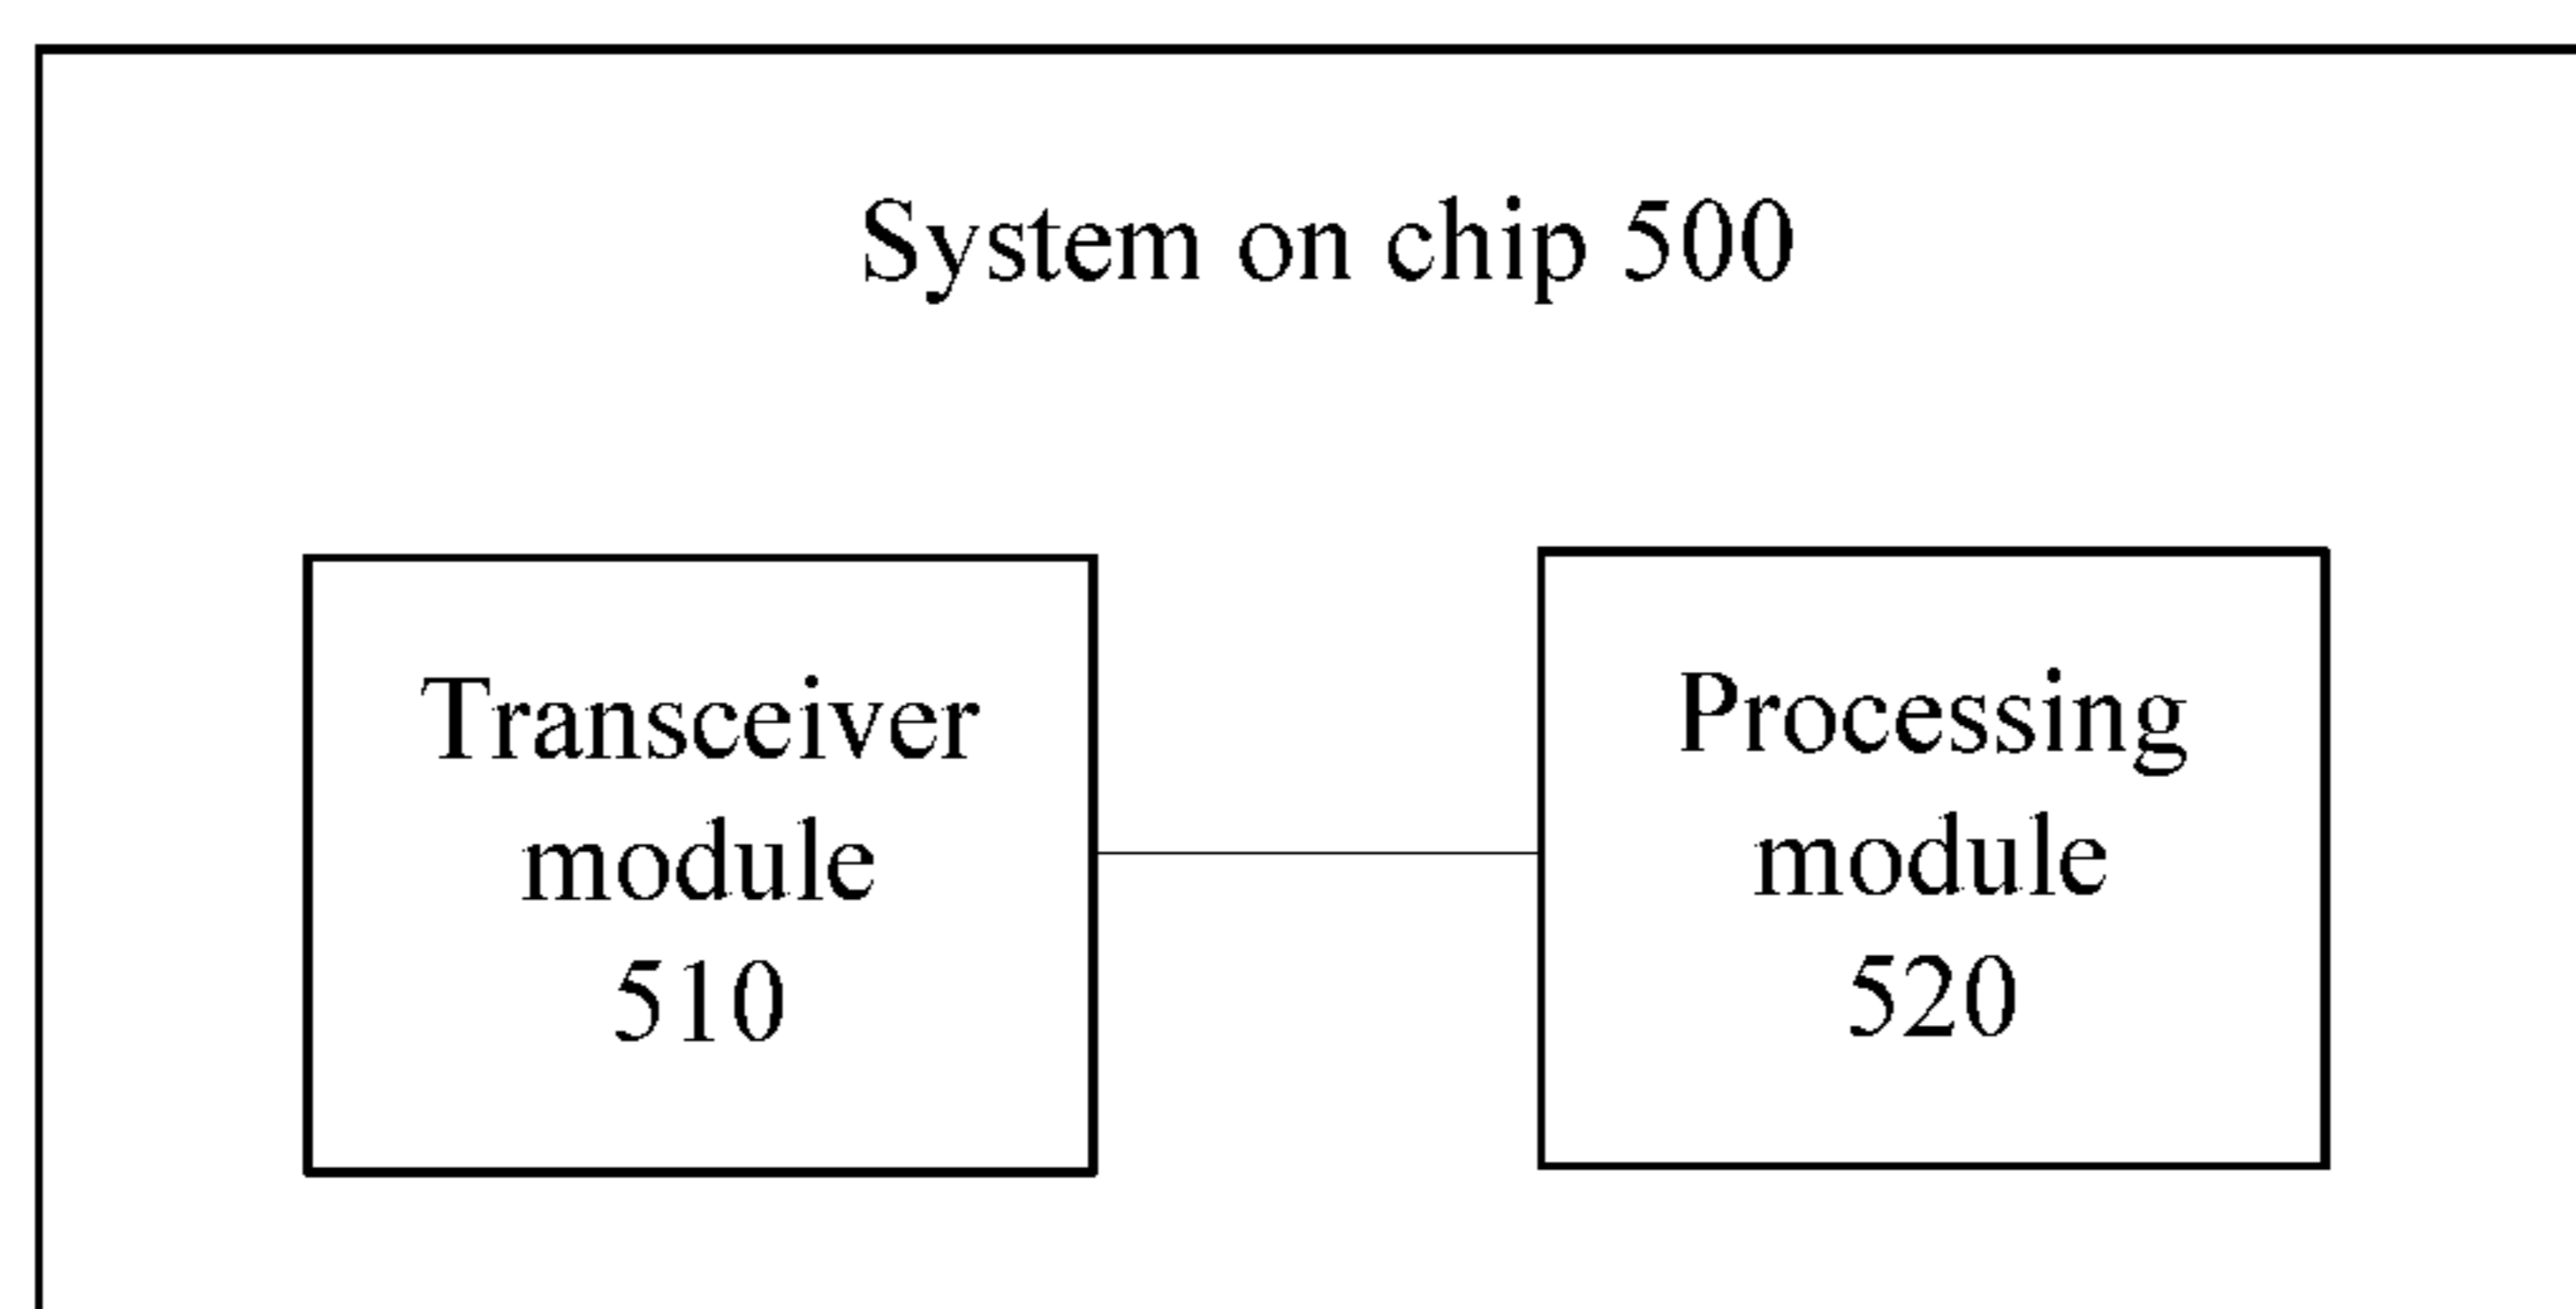 System on chip 500
Transceiver
module
510
Processing
module
520